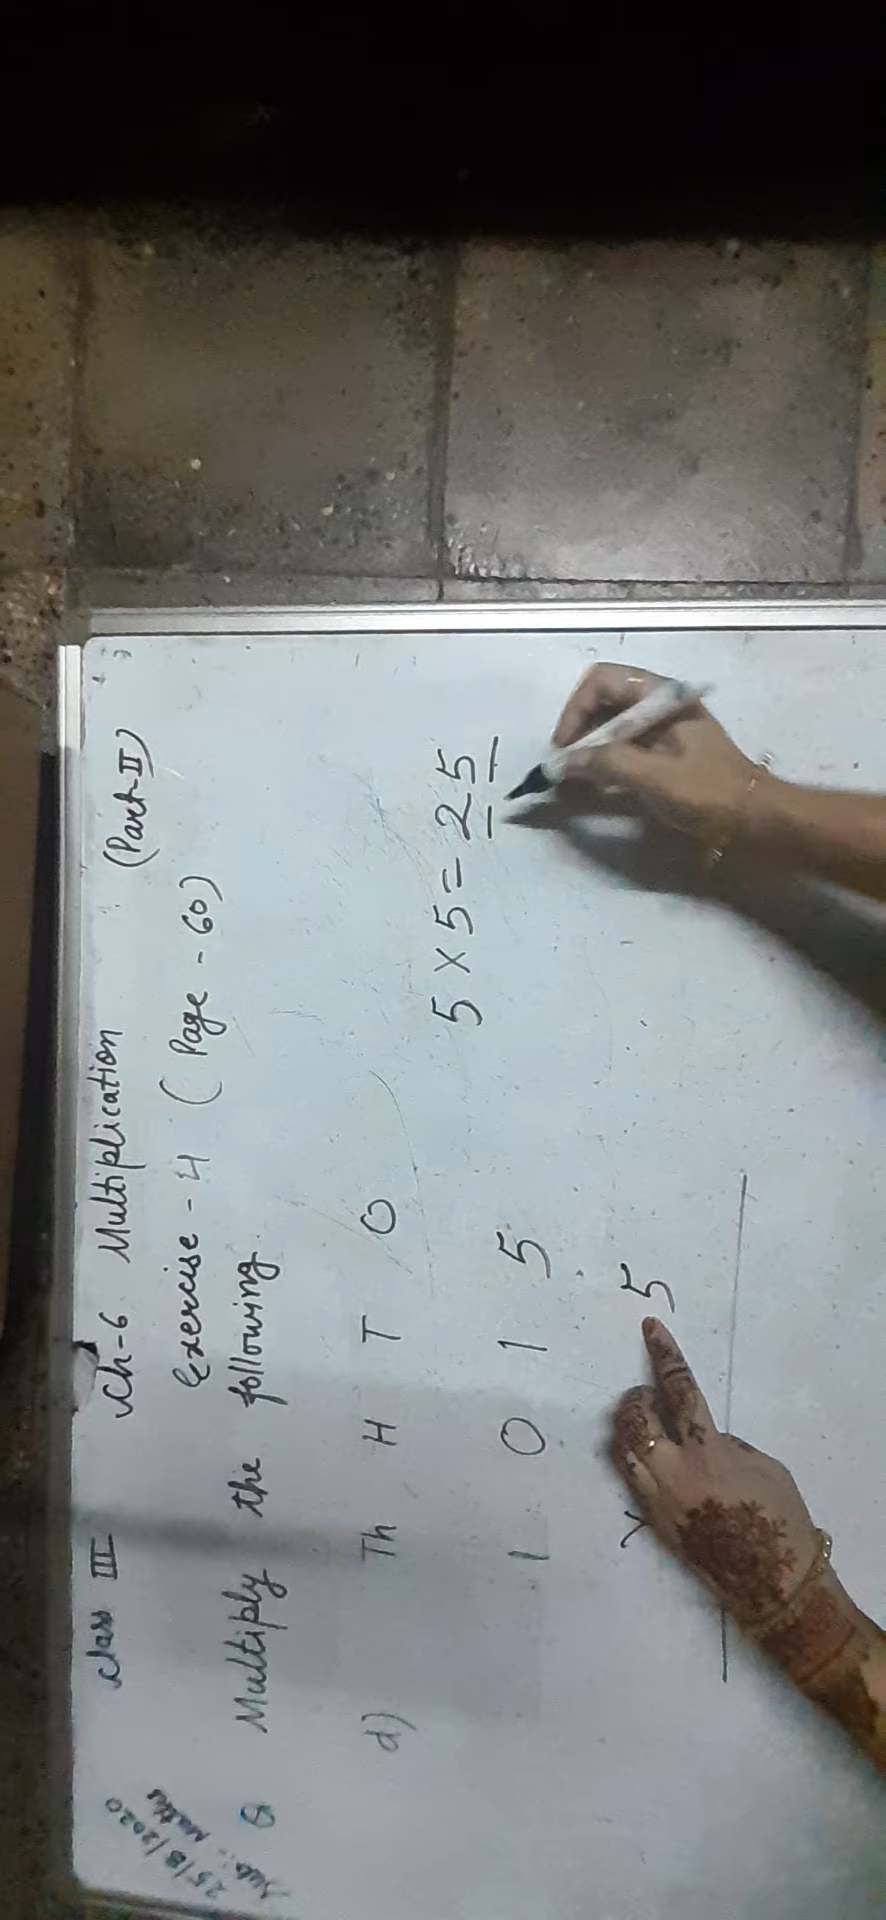 25/8/2020
Sub:- Maths
Class III Ch-6 Multiplication (Part-II)
Exercise - 4 ( Page - 60)
Q Multiply the following.
d) Th H T O
1 0 1 5
× 5
5 × 5 = 25